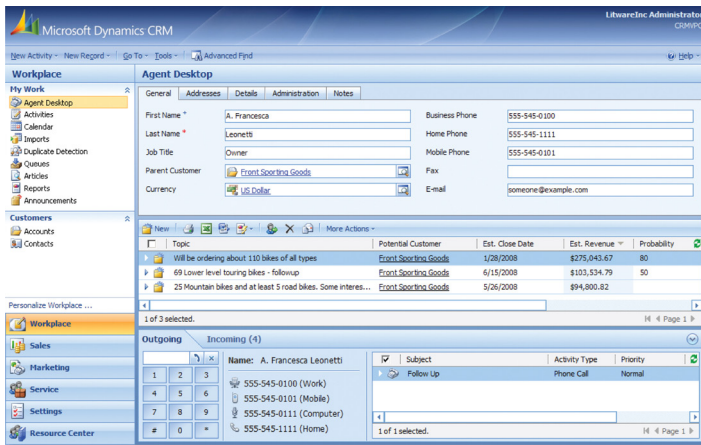 Microsoft Dynamics CRM
LitwareInc Administrator
CRMVPC
New Activity - New Record - Go To - Tools - Advanced Find
Help -
Workplace
My Work
Agent Desktop
Activities
Calendar
Imports
Duplicate Detection
Queues
Articles
Reports
Announcements
Customers
Accounts
Contacts
Personalize Workplace ...
Workplace
Sales
Marketing
Service
Settings
Resource Center
Agent Desktop
General Addresses Details Administration Notes
First Name + A. Francesca Business Phone 555-545-0100
Last Name * Leonetti Home Phone 555-545-1111
Job Title Owner Mobile Phone 555-545-0101
Parent Customer Front Sporting Goods Fax
Currency US Dollar E-mail someone@example.com
New More Actions -
Topic Potential Customer Est. Close Date Est. Revenue Probability
Will be ordering about 110 bikes of all types Front Sporting Goods 1/28/2008 $275,043.67 80
69 Lower level touring bikes - followup Front Sporting Goods 6/15/2008 $103,534.79 50
25 Mountain bikes and at least 5 road bikes. Some interes... Front Sporting Goods 5/26/2008 $94,800.82
1 of 3 selected. Page 1
Outgoing Incoming (4)
1 2 3
4 5 6
7 8 9
# 0 *
Name: A. Francesca Leonetti
555-545-0100 (Work)
555-545-0101 (Mobile)
555-545-0111 (Computer)
555-545-1111 (Home)
Subject Activity Type Priority
Follow Up Phone Call Normal
1 of 1 selected. Page 1